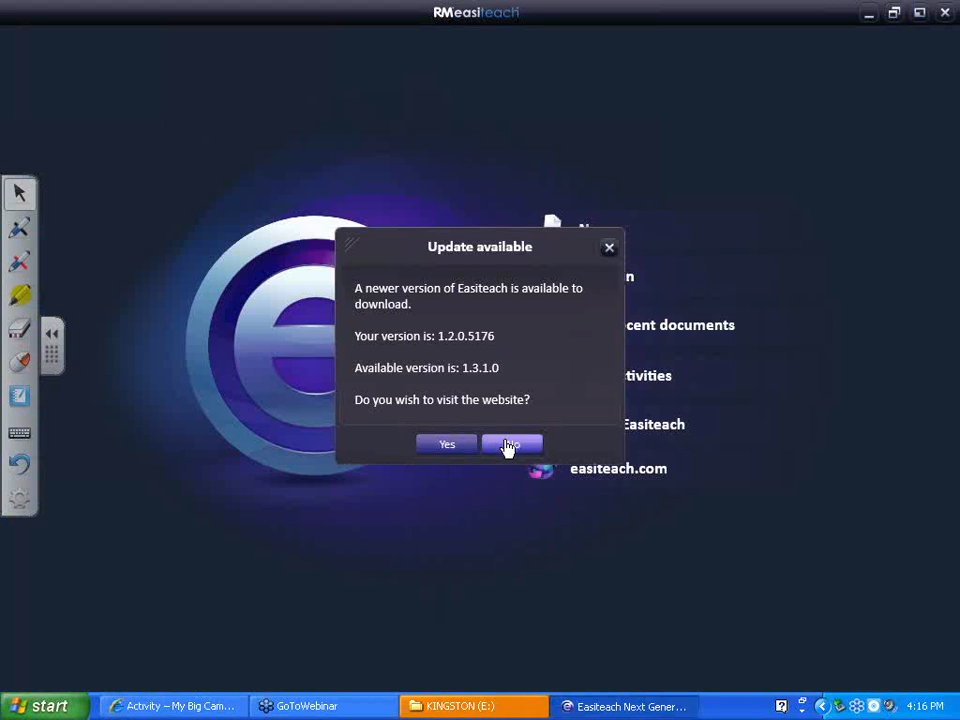 RMeasiteach
Update available
A newer version of Easiteach is available to
download.
Your version is: 1.2.0.5176
Available version is: 1.3.1.0
Do you wish to visit the website?
Yes
ecent documents
tivities
Easiteach
easiteach.com
start
Activity – My Big Cam...
GoToWebinar
KINGSTON (E:)
Easiteach Next Gener...
4:16 PM